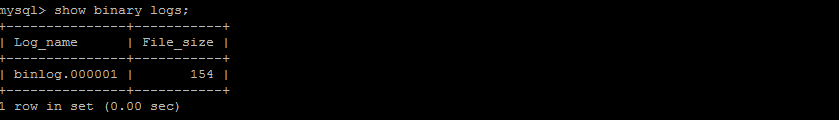 mysql> show binary logs;
+---------------+-----------+
| Log_name      | File_size |
+---------------+-----------+
| binlog.000001 |       154 |
+---------------+-----------+
1 row in set (0.00 sec)